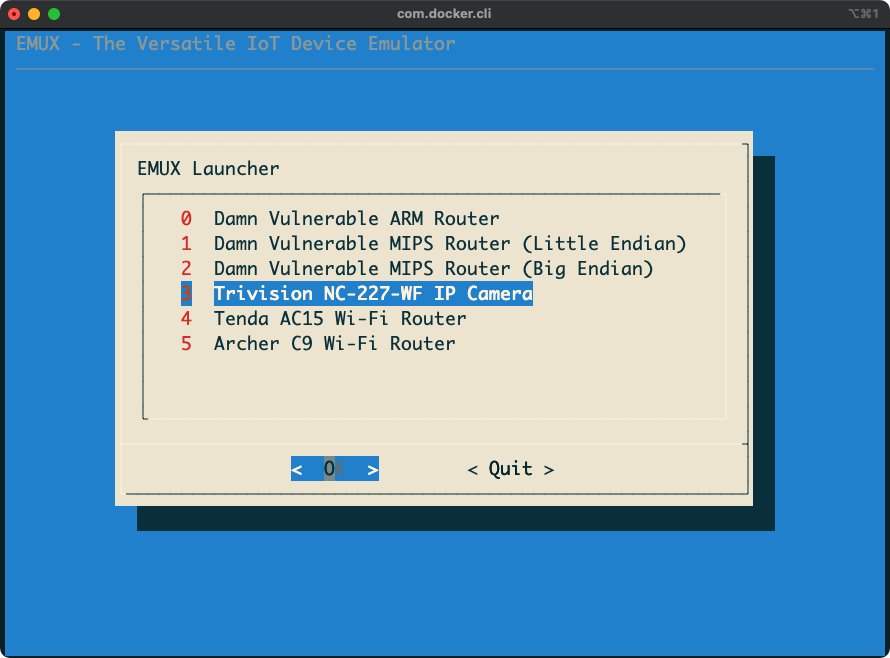 com.docker.cli
⌥⌘1
EMUX - The Versatile IoT Device Emulator
EMUX Launcher
0 Damn Vulnerable ARM Router
1 Damn Vulnerable MIPS Router (Little Endian)
2 Damn Vulnerable MIPS Router (Big Endian)
3 Trivision NC-227-WF IP Camera
4 Tenda AC15 Wi-Fi Router
5 Archer C9 Wi-Fi Router
< OK > < Quit >